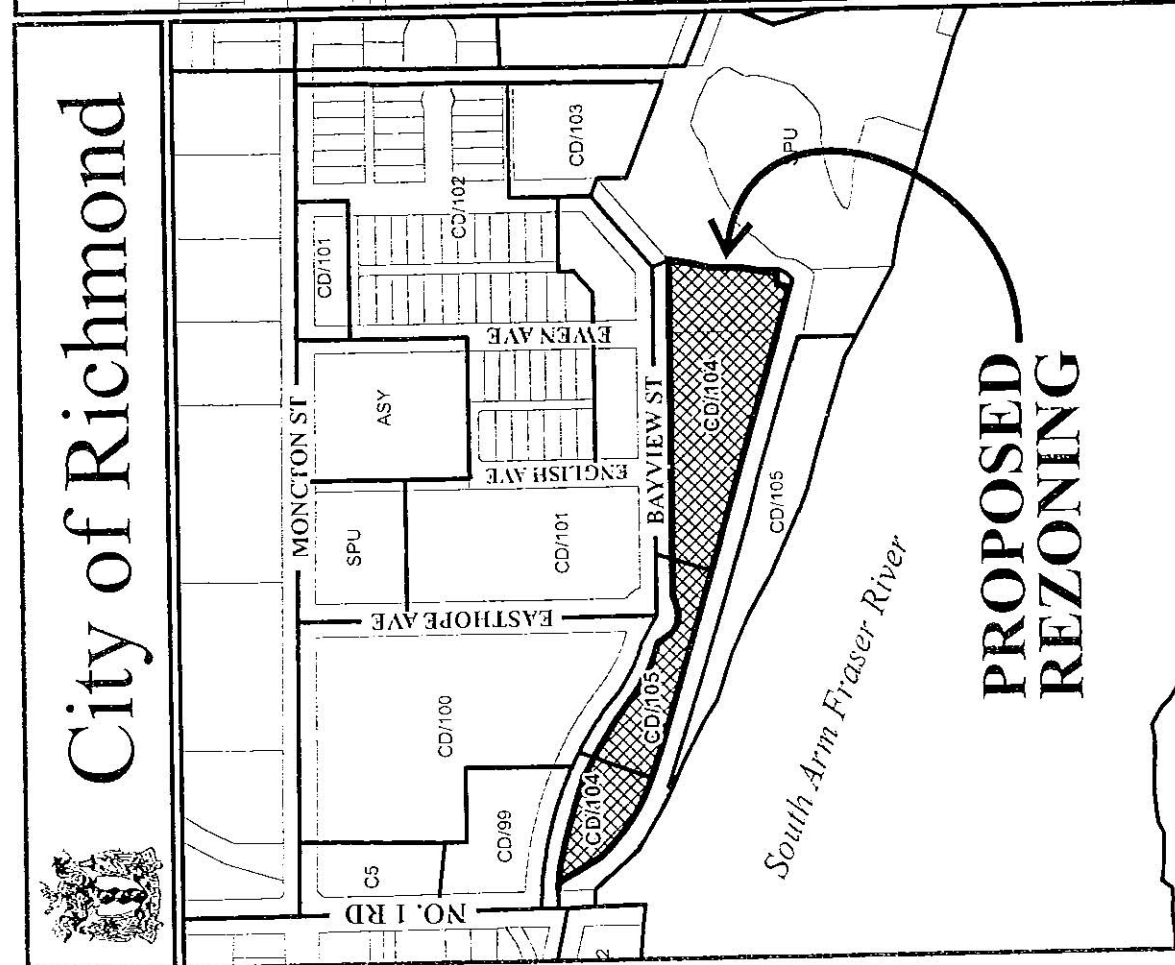 City of Richmond
MONCTON ST
C5
SPU
ASY
CD/101
CD/102
CD/103
CD/99
CD/100
CD/101
NO. 1 RD
EASTHOPE AVE
ENGLISH AVE
EWEN AVE
BAYVIEW ST
CD/104
CD/105
CD/104
CD/105
SPU
South Arm Fraser River
PROPOSED
REZONING